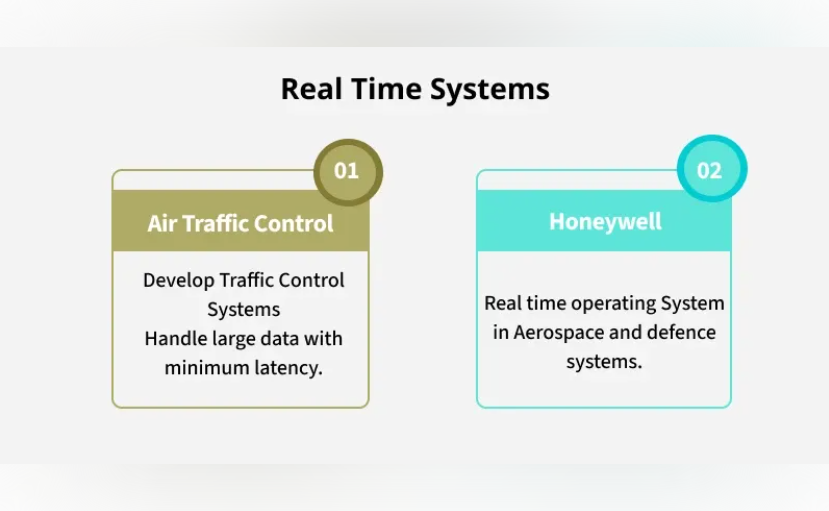 Real Time Systems
01
Air Traffic Control
Develop Traffic Control
Systems
Handle large data with
minimum latency.
02
Honeywell
Real time operating System
in Aerospace and defence
systems.